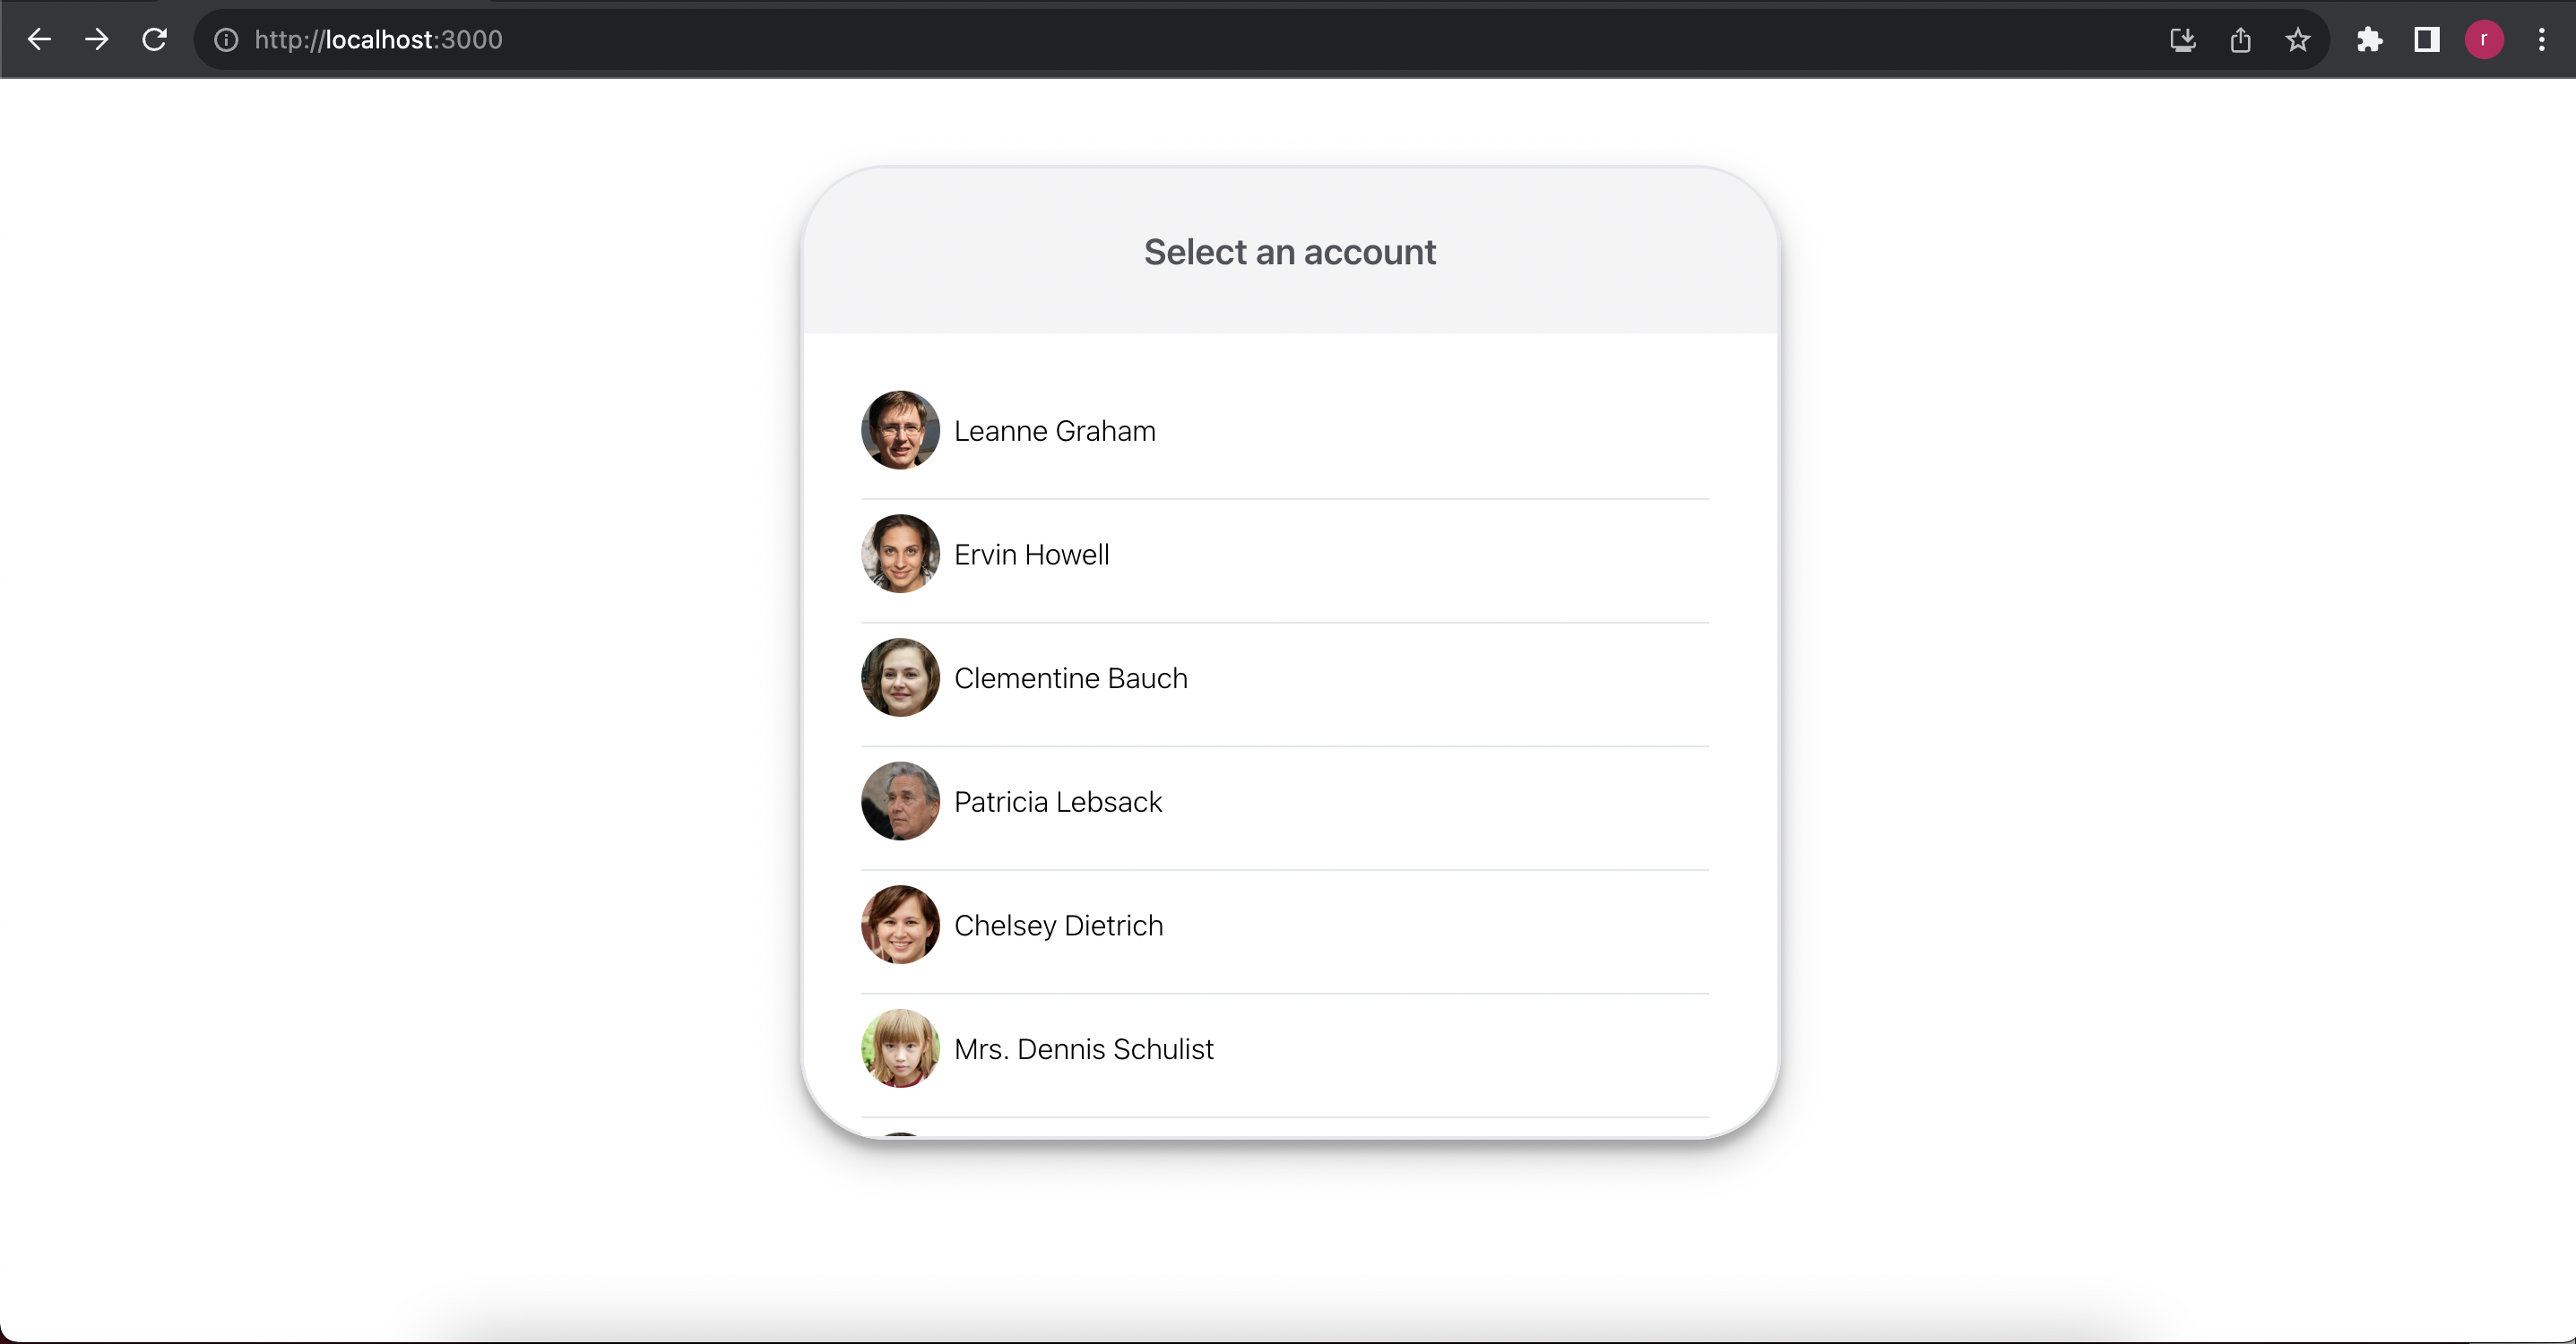 http://localhost:3000
r
Select an account
Leanne Graham
Ervin Howell
Clementine Bauch
Patricia Lebsack
Chelsey Dietrich
Mrs. Dennis Schulist